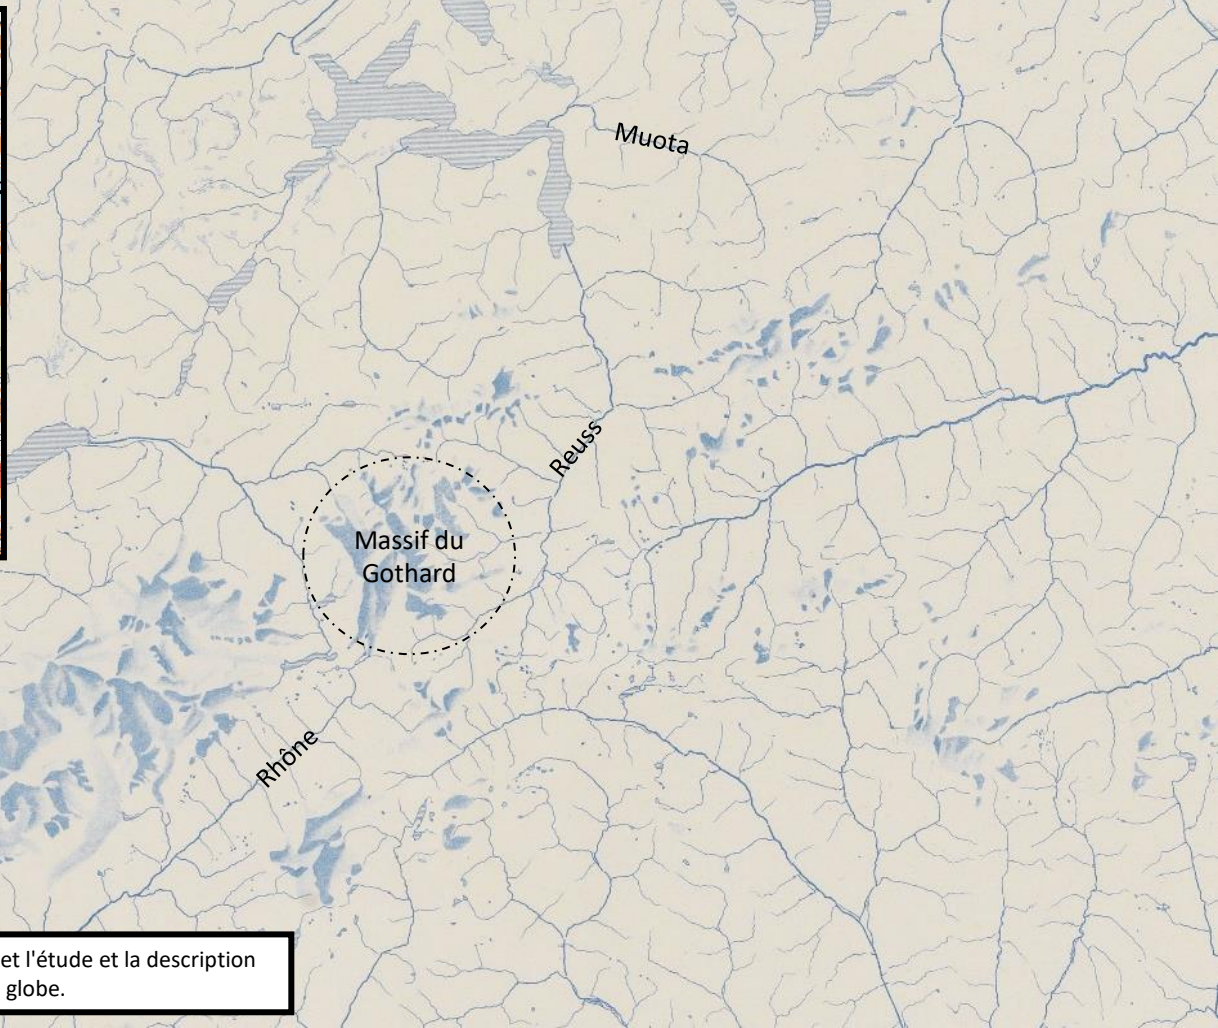 Muota
Reuss
Massif du
Gothard
Rhône
et l'étude et la description
globe.